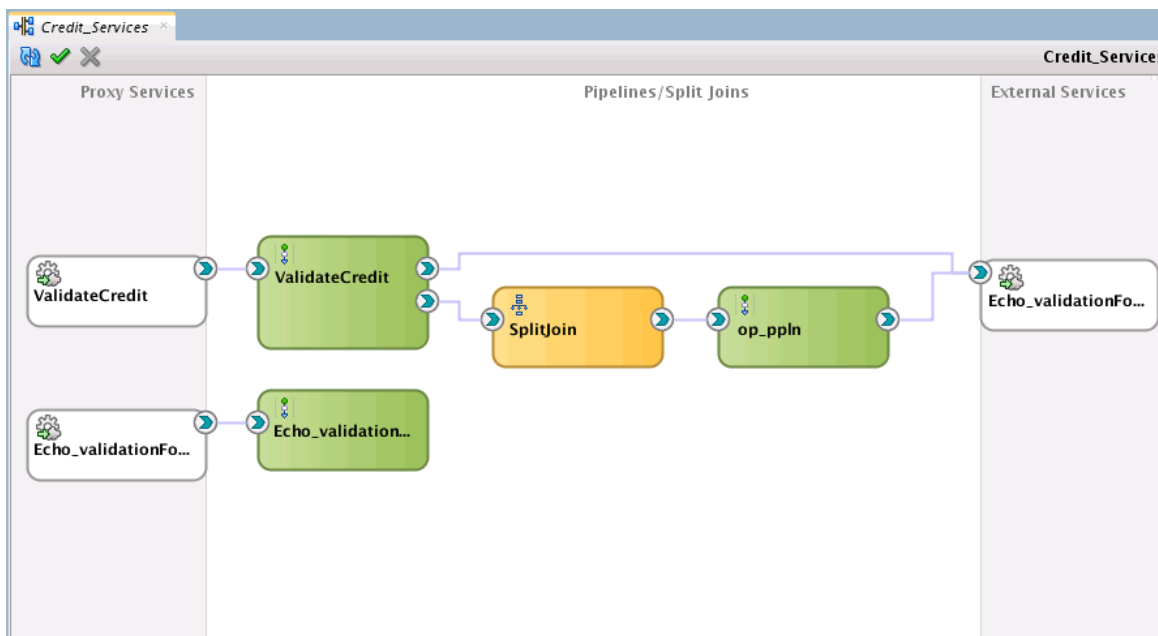 Credit_Services
Credit_Service
Proxy Services
Pipelines/Split Joins
External Services
ValidateCredit
ValidateCredit
SplitJoin
op_ppln
Echo_validationFo...
Echo_validationFo...
Echo_validation...